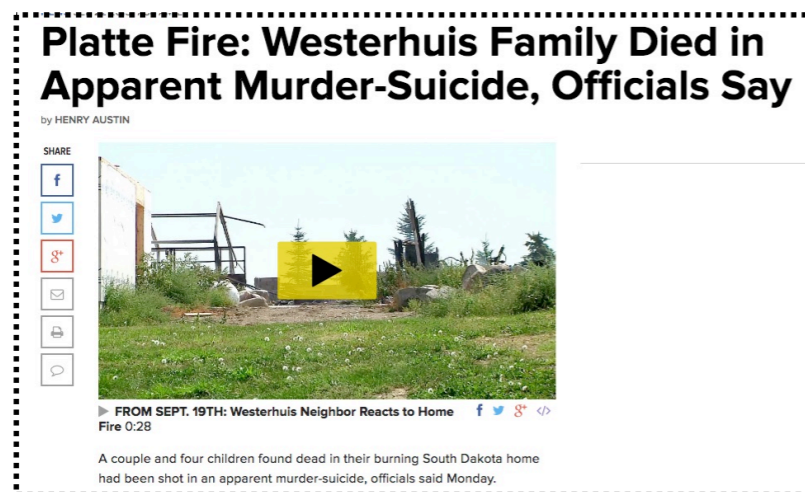 Platte Fire: Westerhuis Family Died in
Apparent Murder-Suicide, Officials Say
by HENRY AUSTIN
SHARE
f
g+
FROM SEPT. 19TH: Westerhuis Neighbor Reacts to Home
Fire 0:28
f g+ </>
A couple and four children found dead in their burning South Dakota home
had been shot in an apparent murder-suicide, officials said Monday.